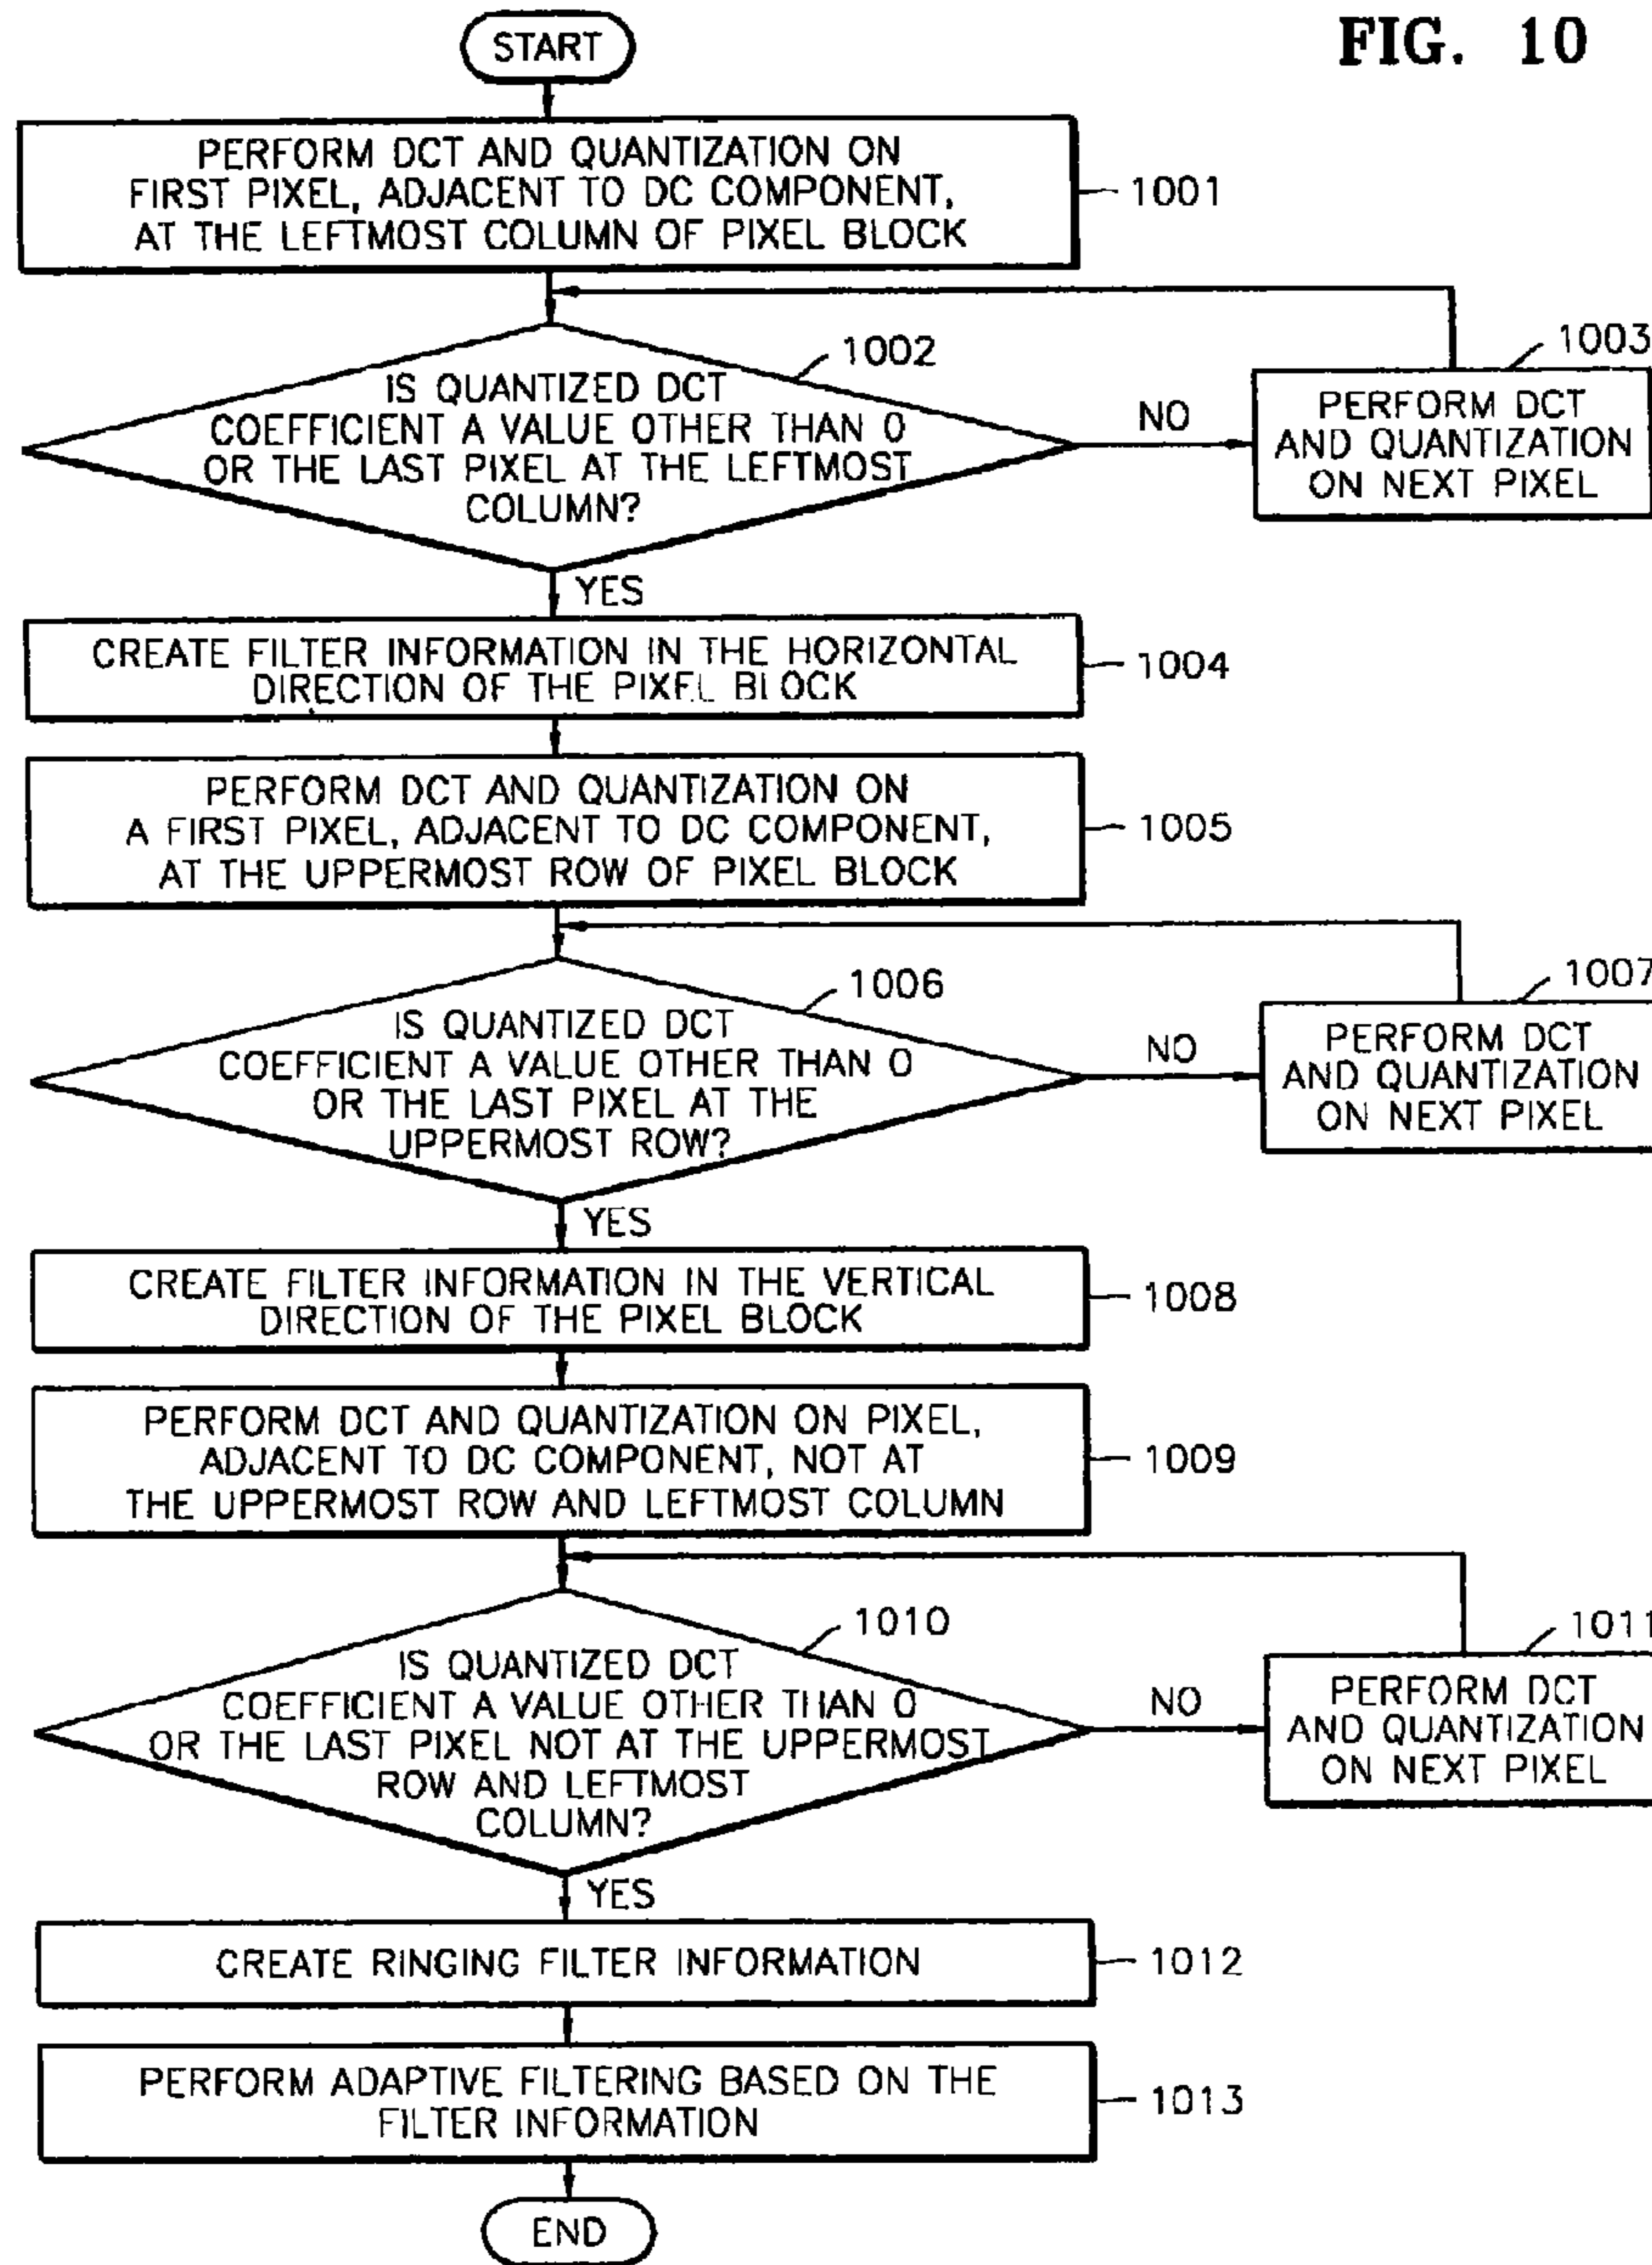 FIG. 10
START
PERFORM DCT AND QUANTIZATION ON
FIRST PIXEL, ADJACENT TO DC COMPONENT,
AT THE LEFTMOST COLUMN OF PIXEL BLOCK
1001
1002
IS QUANTIZED DCT
COEFFICIENT A VALUE OTHER THAN 0
OR THE LAST PIXEL AT THE LEFTMOST
COLUMN?
NO
1003
PERFORM DCT
AND QUANTIZATION
ON NEXT PIXEL
YES
CREATE FILTER INFORMATION IN THE HORIZONTAL
DIRECTION OF THE PIXEL BLOCK
1004
PERFORM DCT AND QUANTIZATION ON
A FIRST PIXEL, ADJACENT TO DC COMPONENT,
AT THE UPPERMOST ROW OF PIXEL BLOCK
1005
1006
IS QUANTIZED DCT
COEFFICIENT A VALUE OTHER THAN 0
OR THE LAST PIXEL AT THE
UPPERMOST ROW?
NO
1007
PERFORM DCT
AND QUANTIZATION
ON NEXT PIXEL
YES
CREATE FILTER INFORMATION IN THE VERTICAL
DIRECTION OF THE PIXEL BLOCK
1008
PERFORM DCT AND QUANTIZATION ON PIXEL,
ADJACENT TO DC COMPONENT, NOT AT
THE UPPERMOST ROW AND LEFTMOST COLUMN
1009
1010
IS QUANTIZED DCT
COEFFICIENT A VALUE OTHER THAN 0
OR THE LAST PIXEL NOT AT THE UPPERMOST
ROW AND LEFTMOST
COLUMN?
NO
1011
PERFORM DCT
AND QUANTIZATION
ON NEXT PIXEL
YES
CREATE RINGING FILTER INFORMATION
1012
PERFORM ADAPTIVE FILTERING BASED ON THE
FILTER INFORMATION
1013
END